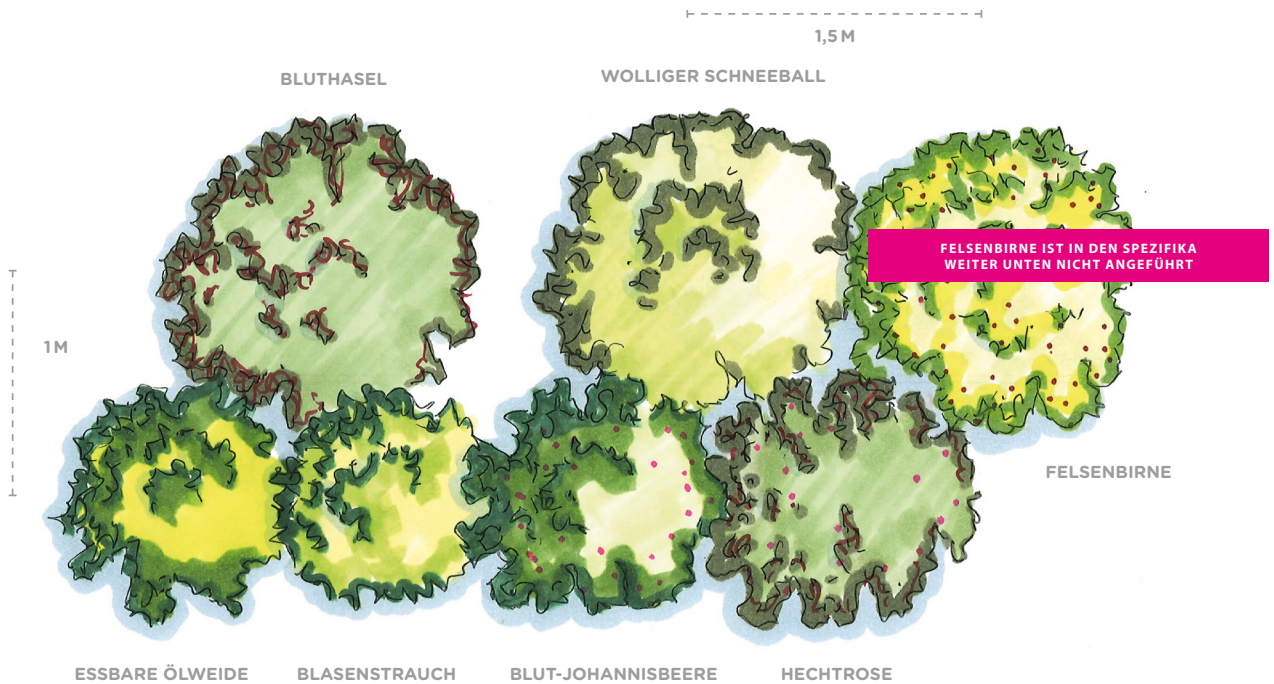 1,5 M
BLUTHASEL
WOLLIGER SCHNEEBALL
FELSENBIRNE IST IN DEN SPEZIFIKA
WEITER UNTEN NICHT ANGEFÜHRT
1 M
FELSENBIRNE
ESSBARE ÖLWEIDE
BLASENSTRAUCH
BLUT-JOHANNISBEERE
HECHTROSE